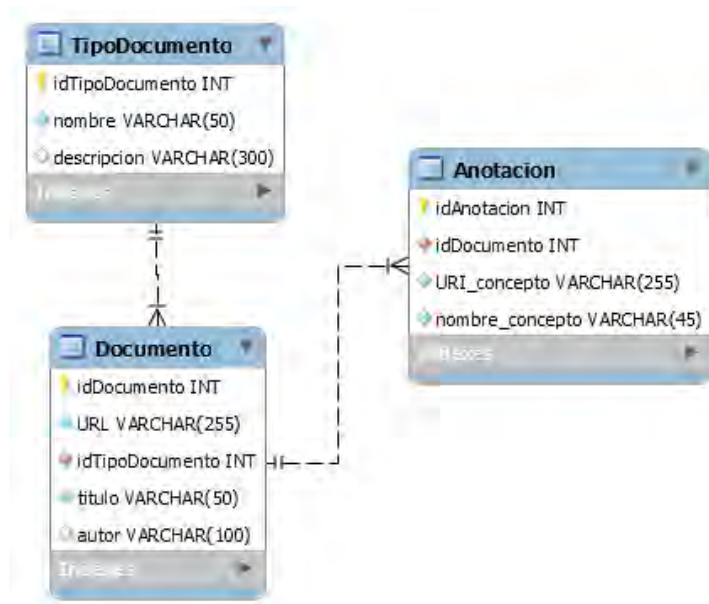 TipoDocumento
idTipoDocumento INT
nombre VARCHAR(50)
descripcion VARCHAR(300)
Anotacion
idAnotacion INT
idDocumento INT
URI_concepto VARCHAR(255)
nombre_concepto VARCHAR(45)
Documento
idDocumento INT
URL VARCHAR(255)
idTipoDocumento INT
titulo VARCHAR(50)
autor VARCHAR(100)
Indexes